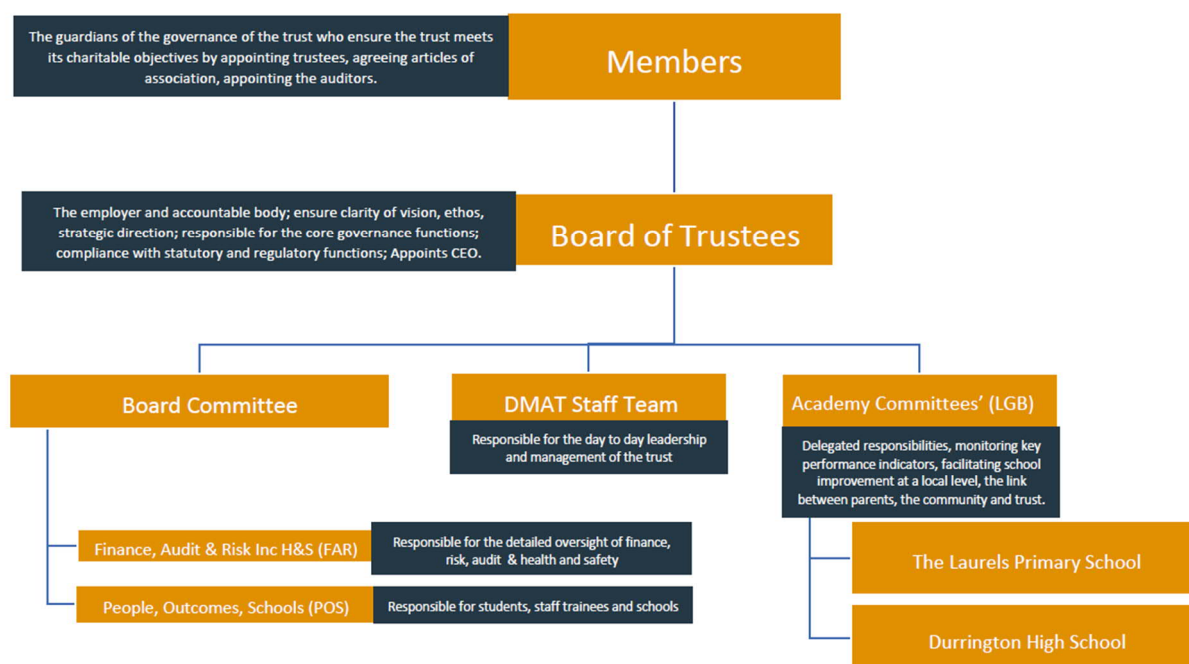 The guardians of the governance of the trust who ensure the trust meets
its charitable objectives by appointing trustees, agreeing articles of
association, appointing the auditors.
Members
The employer and accountable body; ensure clarity of vision, ethos,
strategic direction; responsible for the core governance functions;
compliance with statutory and regulatory functions; Appoints CEO.
Board of Trustees
Board Committee
DMAT Staff Team
Responsible for the day to day leadership
and management of the trust
Academy Committees’ (LGB)
Delegated responsibilities, monitoring key
performance indicators, facilitating school
improvement at a local level, the link
between parents, the community and trust.
Finance, Audit & Risk Inc H&S (FAR)
Responsible for the detailed oversight of finance,
risk, audit & health and safety
People, Outcomes, Schools (POS)
Responsible for students, staff trainees and schools
The Laurels Primary School
Durrington High School